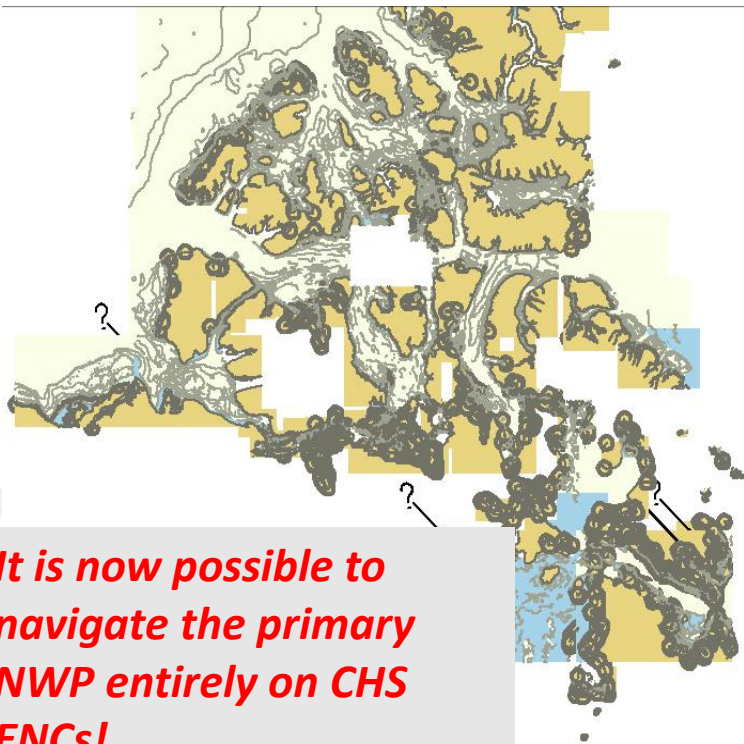 ?
?
?
It is now possible to
navigate the primary
NWP entirely on CHS
ENCs!